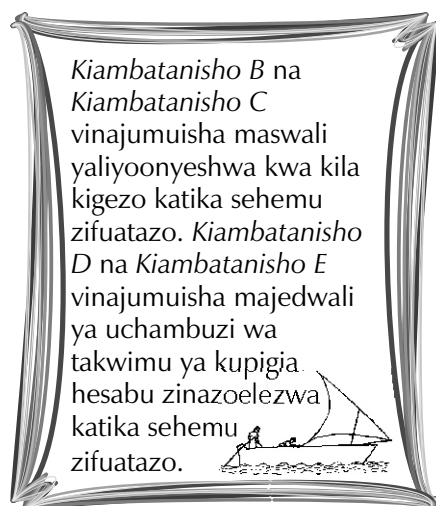 Kiambatanisho B na
Kiambatanisho C
vinajumuisha maswali
yaliyoonyeshwa kwa kila
kigezo katika sehemu
zifuatazo. Kiambatanisho
D na Kiambatanisho E
vinajumuisha majedwali
ya uchambuzi wa
takwimu ya kupigia
hesabu zinazoelezwa
katika sehemu
zifuatazo.